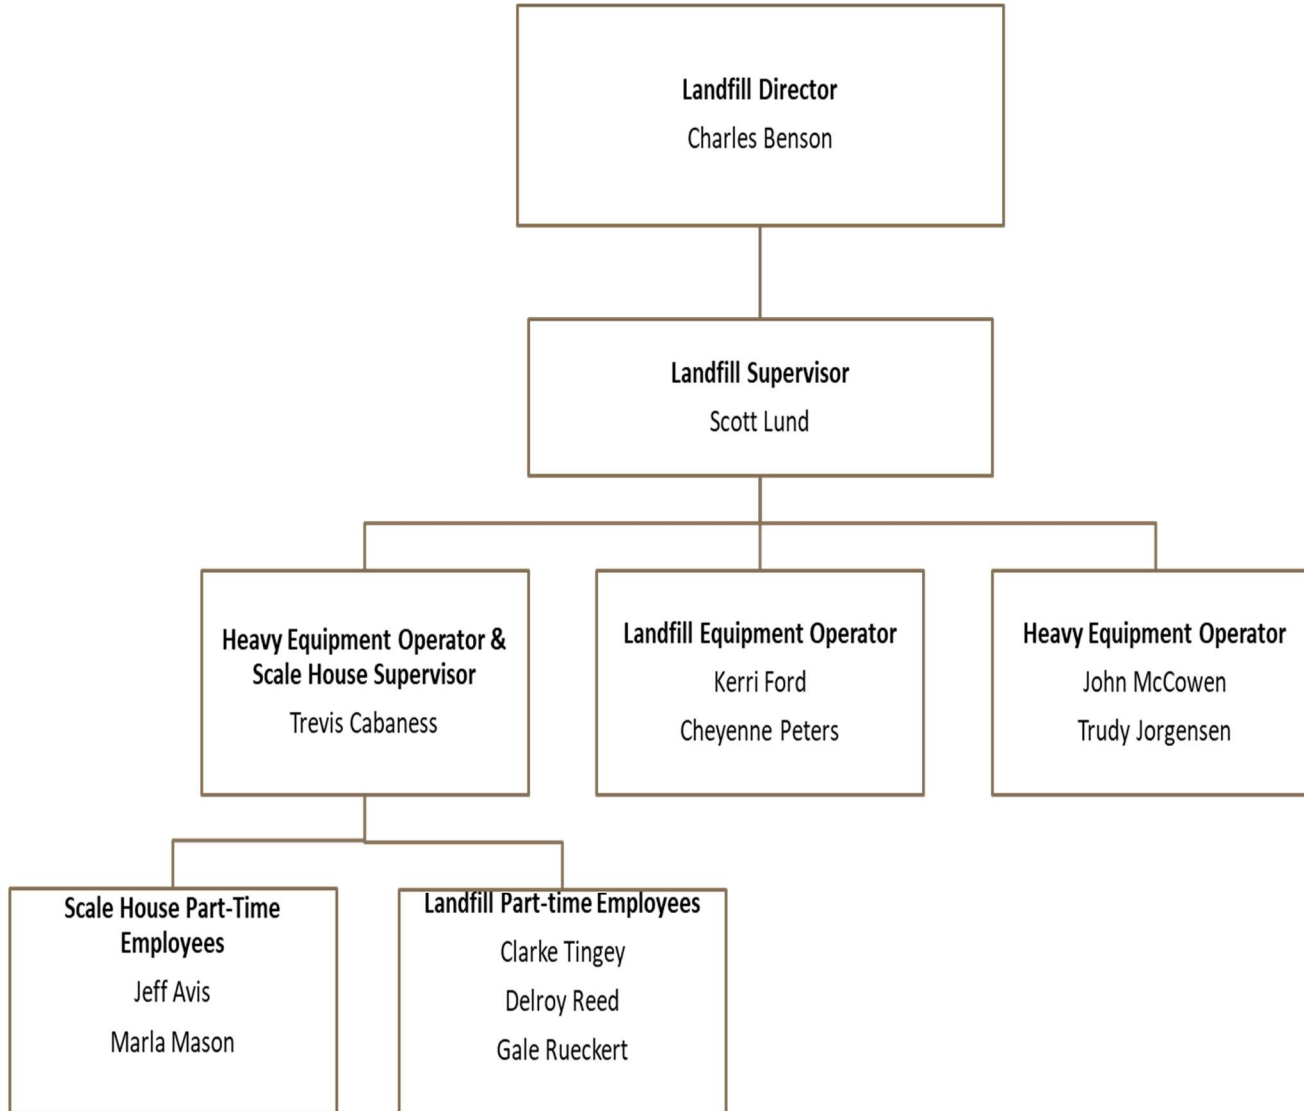 Landfill Director
Charles Benson
Landfill Supervisor
Scott Lund
Heavy Equipment Operator &
Scale House Supervisor
Trevis Cabaness
Landfill Equipment Operator
Kerri Ford
Cheyenne Peters
Heavy Equipment Operator
John McCowen
Trudy Jorgensen
Scale House Part-Time
Employees
Jeff Avis
Marla Mason
Landfill Part-time Employees
Clarke Tingey
Delroy Reed
Gale Rueckert